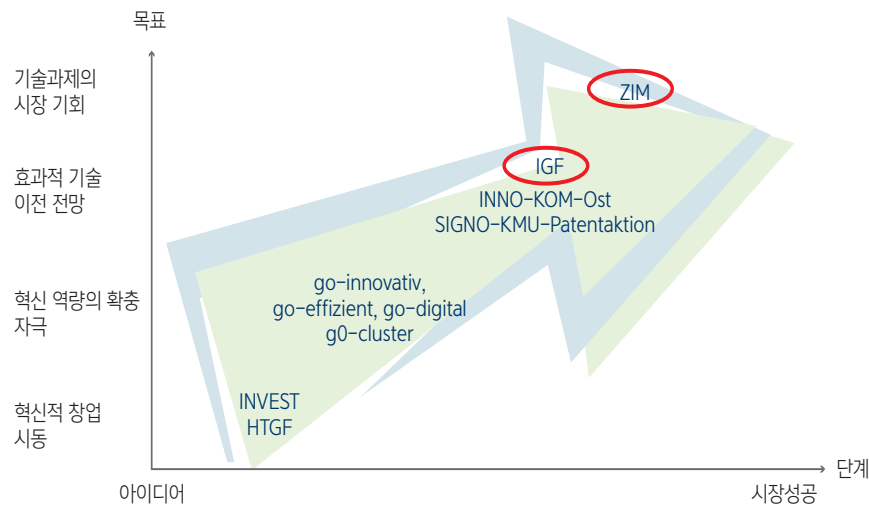 목표
기술과제의
시장 기회
ZIM
효과적 기술
이전 전망
IGF
INNO-KOM-Ost
SIGNO-KMU-Patentaktion
혁신 역량의 확충
자극
go-innovativ,
go-effizient, go-digital
g0-cluster
혁신적 창업
시동
INVEST
HTGF
단계
아이디어
시장성공